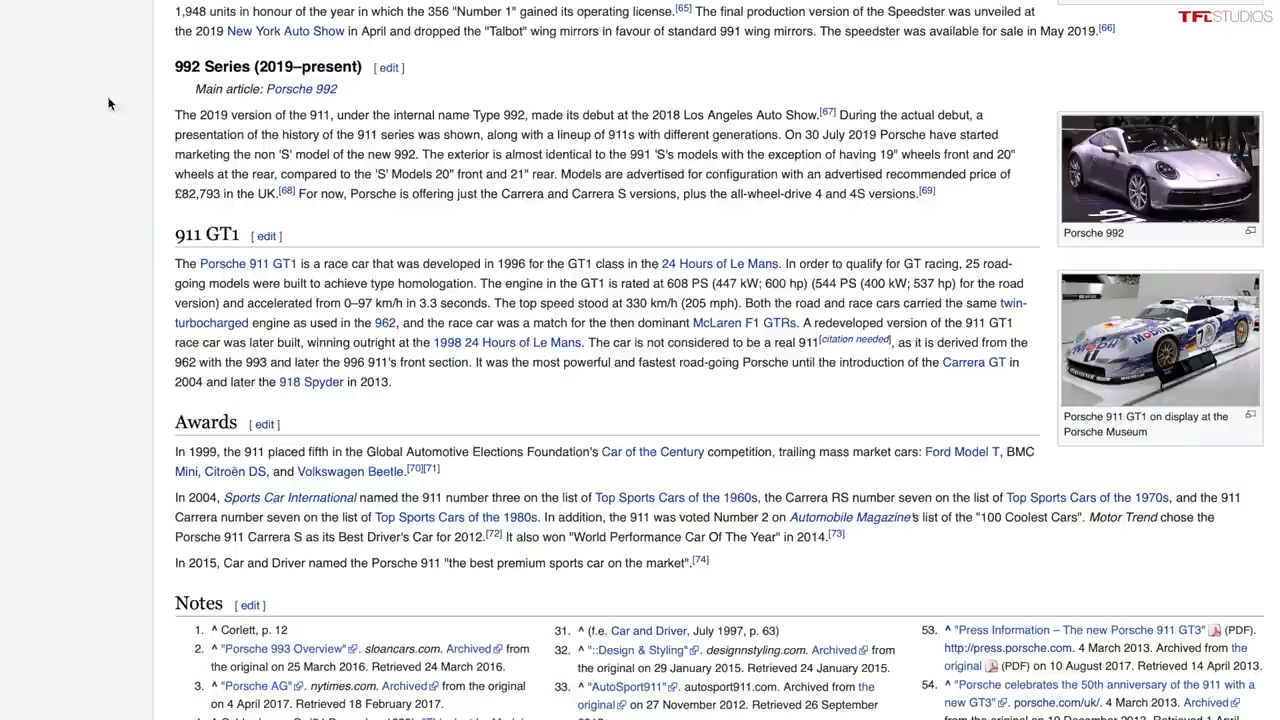 TFLSTUDIOS
1,948 units in honour of the year in which the 356 "Number 1" gained its operating license.[65] The final production version of the Speedster was unveiled at
the 2019 New York Auto Show in April and dropped the "Talbot" wing mirrors in favour of standard 991 wing mirrors. The speedster was available for sale in May 2019.[66]
992 Series (2019–present) [ edit ]
Main article: Porsche 992
The 2019 version of the 911, under the internal name Type 992, made its debut at the 2018 Los Angeles Auto Show.[67] During the actual debut, a
presentation of the history of the 911 series was shown, along with a lineup of 911s with different generations. On 30 July 2019 Porsche have started
marketing the non 'S' model of the new 992. The exterior is almost identical to the 991 'S's models with the exception of having 19" wheels front and 20"
wheels at the rear, compared to the 'S' Models 20" front and 21" rear. Models are advertised for configuration with an advertised recommended price of
£82,793 in the UK.[68] For now, Porsche is offering just the Carrera and Carrera S versions, plus the all-wheel-drive 4 and 4S versions.[69]
Porsche 992
911 GT1 [ edit ]
The Porsche 911 GT1 is a race car that was developed in 1996 for the GT1 class in the 24 Hours of Le Mans. In order to qualify for GT racing, 25 road-
going models were built to achieve type homologation. The engine in the GT1 is rated at 608 PS (447 kW; 600 hp) (544 PS (400 kW; 537 hp) for the road
version) and accelerated from 0–97 km/h in 3.3 seconds. The top speed stood at 330 km/h (205 mph). Both the road and race cars carried the same twin-
turbocharged engine as used in the 962, and the race car was a match for the then dominant McLaren F1 GTRs. A redeveloped version of the 911 GT1
race car was later built, winning outright at the 1998 24 Hours of Le Mans. The car is not considered to be a real 911[citation needed], as it is derived from the
962 with the 993 and later the 996 911's front section. It was the most powerful and fastest road-going Porsche until the introduction of the Carrera GT in
2004 and later the 918 Spyder in 2013.
Porsche 911 GT1 on display at the
Porsche Museum
Awards [ edit ]
In 1999, the 911 placed fifth in the Global Automotive Elections Foundation's Car of the Century competition, trailing mass market cars: Ford Model T, BMC
Mini, Citroën DS, and Volkswagen Beetle.[70][71]
In 2004, Sports Car International named the 911 number three on the list of Top Sports Cars of the 1960s, the Carrera RS number seven on the list of Top Sports Cars of the 1970s, and the 911
Carrera number seven on the list of Top Sports Cars of the 1980s. In addition, the 911 was voted Number 2 on Automobile Magazine's list of the "100 Coolest Cars". Motor Trend chose the
Porsche 911 Carrera S as its Best Driver's Car for 2012.[72] It also won "World Performance Car Of The Year" in 2014.[73]
In 2015, Car and Driver named the Porsche 911 "the best premium sports car on the market".[74]
Notes [ edit ]
1. ^ Corlett, p. 12
2. ^ "Porsche 993 Overview". sloancars.com. Archived from
the original on 25 March 2016. Retrieved 24 March 2016.
3. ^ "Porsche AG". nytimes.com. Archived from the original
on 4 April 2017. Retrieved 18 February 2017.
31. ^ (f.e. Car and Driver, July 1997, p. 63)
32. ^ "::Design & Styling". designnstyling.com. Archived from
the original on 29 January 2015. Retrieved 24 January 2015.
33. ^ "AutoSport911". autosport911.com. Archived from the
original on 27 November 2012. Retrieved 26 September
53. ^ "Press Information – The new Porsche 911 GT3" (PDF).
http://press.porsche.com. 4 March 2013. Archived from the
original (PDF) on 10 August 2017. Retrieved 14 April 2013.
54. ^ "Porsche celebrates the 50th anniversary of the 911 with a
new GT3". porsche.com/uk/. 4 March 2013. Archived from